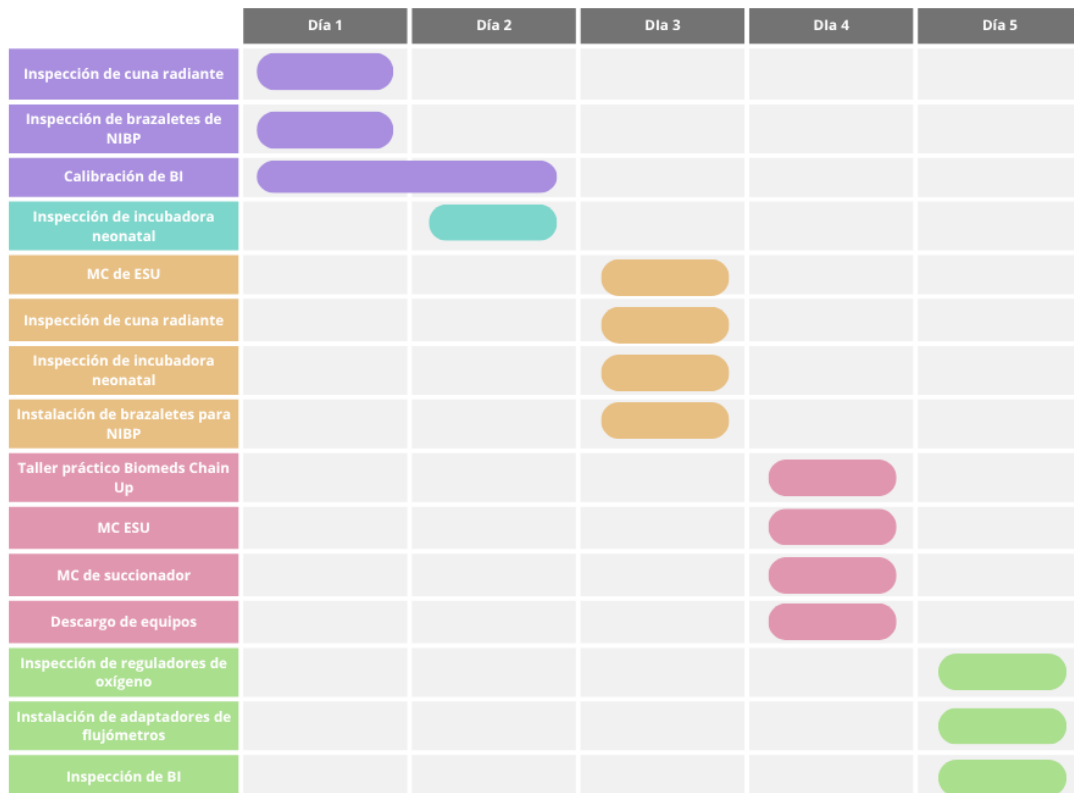 Día 1 Día 2 DIa 3 DIa 4 Día 5
Inspección de cuna radiante
Inspección de brazaletes de
NIBP
Calibración de BI
Inspección de incubadora
neonatal
MC de ESU
Inspección de cuna radiante
Inspección de incubadora
neonatal
Instalación de brazaletes para
NIBP
Taller práctico Biomeds Chain
Up
MC ESU
MC de succionador
Descargo de equipos
Inspección de reguladores de
oxígeno
Instalación de adaptadores de
flujómetros
Inspección de BI